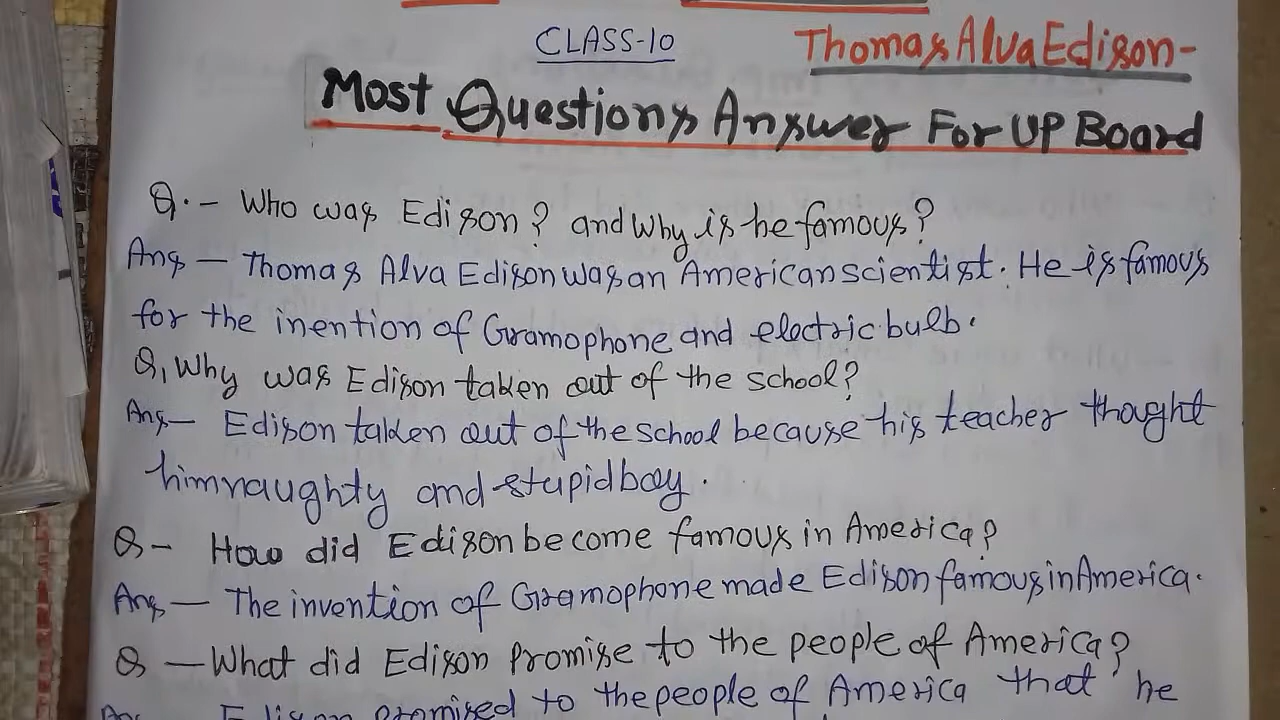 CLASS-10
Thomas Alva Edison-
Most Questions Answer For UP Board
Q.- Who was Edison? and why is he famous?
Ans - Thomas Alva Edison was an American scientist. He is famous
for the inention of Gramophone and electric bulb.
Q, Why was Edison taken out of the school?
Ans- Edison taken out of the school because his teacher thought
him naughty and stupid boy.
Q- How did Edison become famous in America?
Ans- The invention of Gramophone made Edison famous in America.
Q -What did Edison Promise to the people of America?
Edison promised to the people of America that he